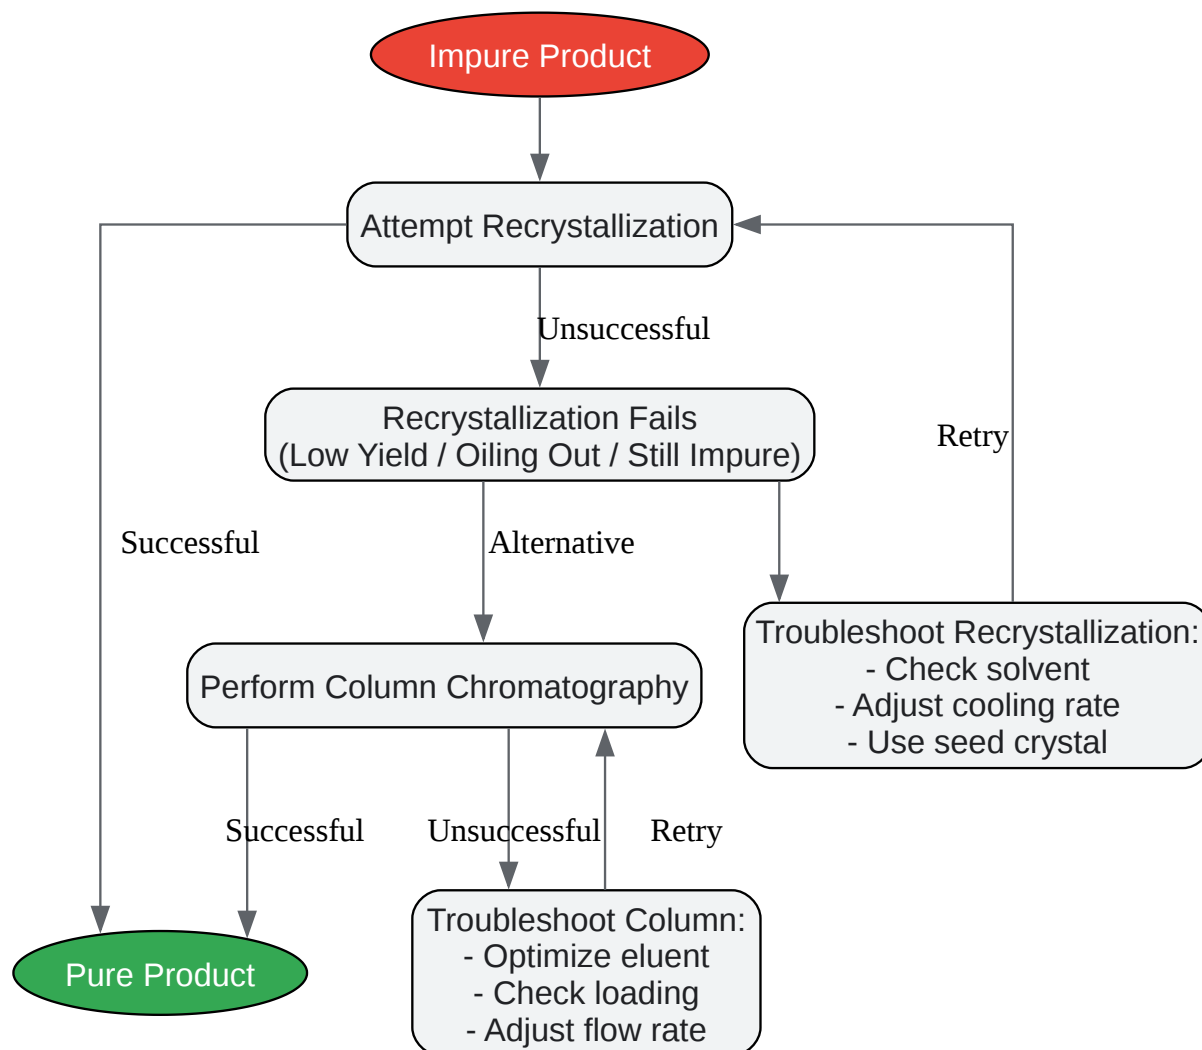 Impure Product
Attempt Recrystallization
Unsuccessful
Recrystallization Fails
(Low Yield / Oiling Out / Still Impure)
Retry
Successful
Alternative
Troubleshoot Recrystallization:
- Check solvent
- Adjust cooling rate
- Use seed crystal
Perform Column Chromatography
Successful
Unsuccessful
Retry
Troubleshoot Column:
- Optimize eluent
- Check loading
- Adjust flow rate
Pure Product